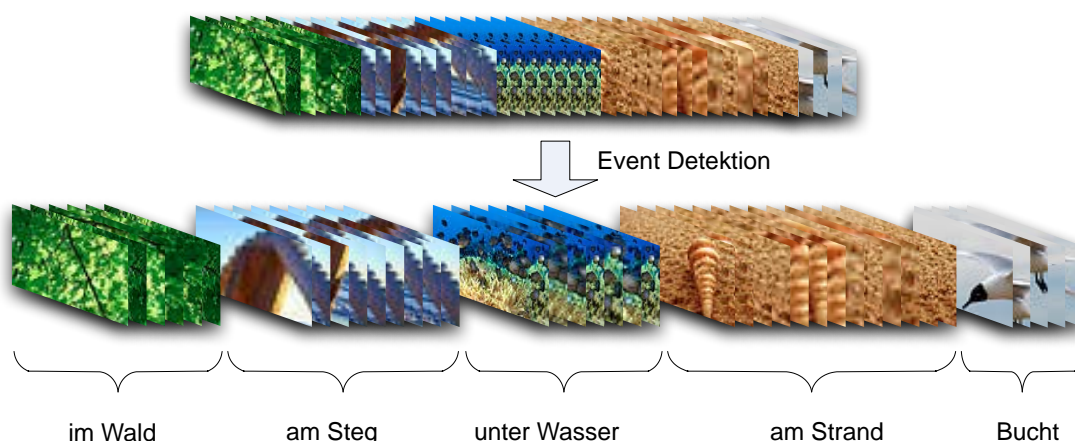 Event Detektion
im Wald
am Steg
unter Wasser
am Strand
Bucht